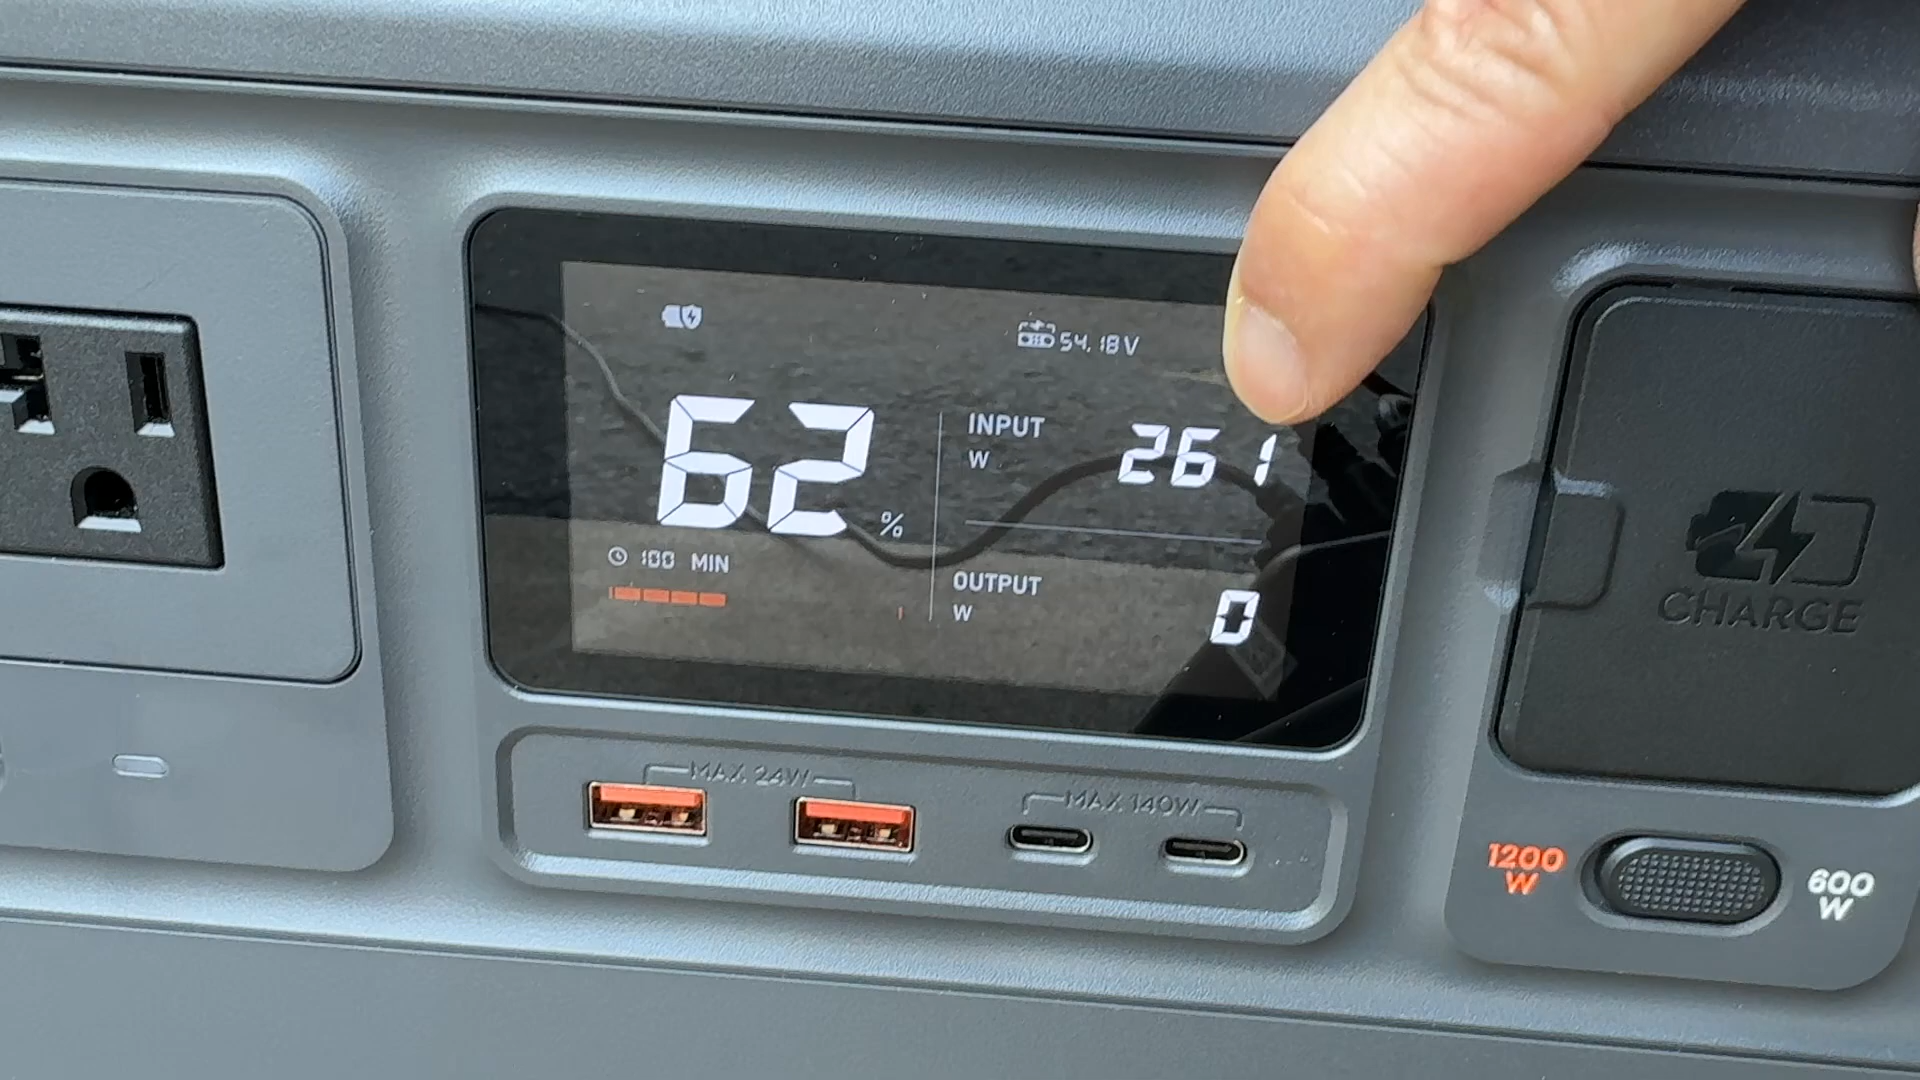 54.18V
62 %
INPUT
W
261
100 MIN
OUTPUT
W
0
MAX 24W
MAX 140W
CHARGE
1200
W
600
W